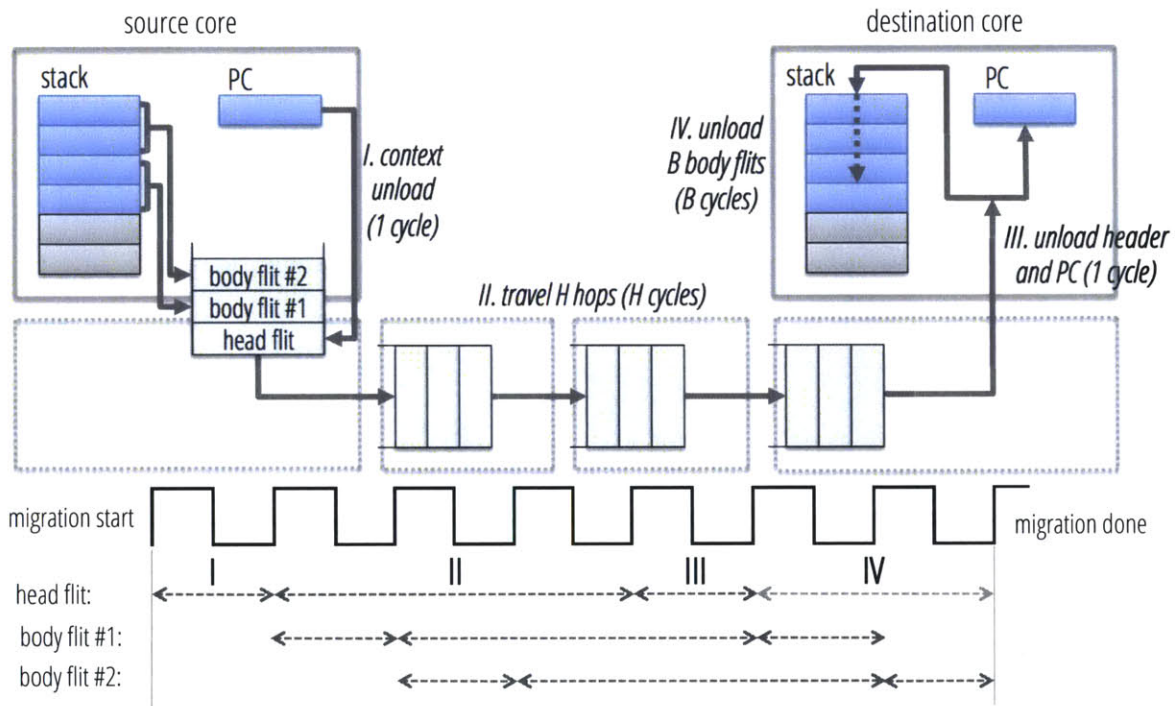 source core
destination core
stack
PC
stack
PC
I. context
unload
(1 cycle)
IV. unload
B body flits
(B cycles)
III. unload header
and PC (1 cycle)
body flit #2
body flit #1
head flit
II. travel H hops (H cycles)
migration start
migration done
I
II
III
IV
head flit:
body flit #1:
body flit #2: